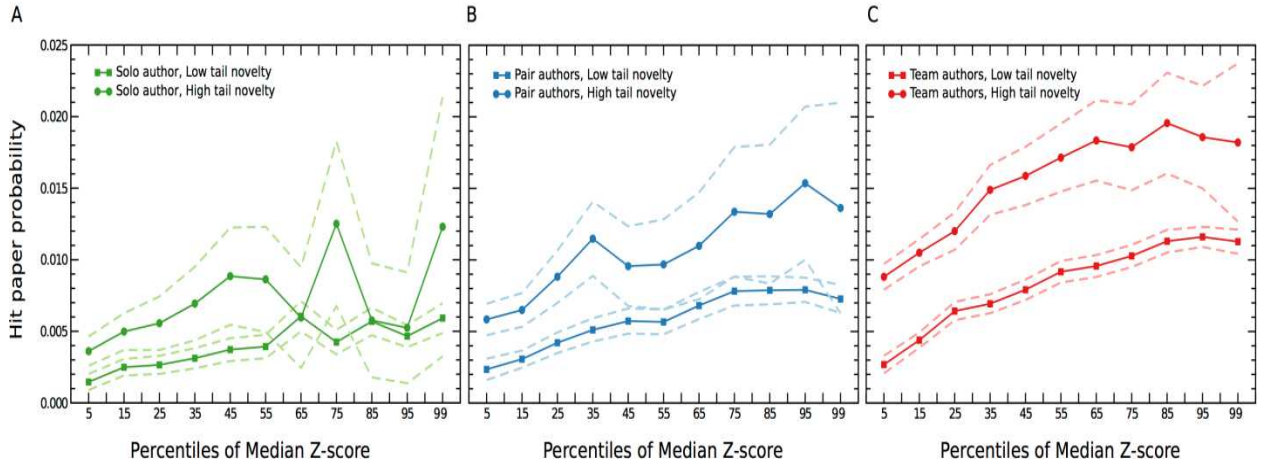 A
B
C
Hit paper probability
0.025
0.020
0.015
0.010
0.005
0.000
Solo author, Low tail novelty
Solo author, High tail novelty
Pair authors, Low tail novelty
Pair authors, High tail novelty
Team authors, Low tail novelty
Team authors, High tail novelty
5 15 25 35 45 55 65 75 85 95 99
5 15 25 35 45 55 65 75 85 95 99
5 15 25 35 45 55 65 75 85 95 99
Percentiles of Median Z-score
Percentiles of Median Z-score
Percentiles of Median Z-score